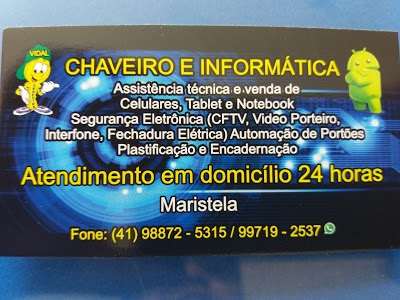 VIDAL
CHAVEIRO E INFORMÁTICA
Assistência técnica e venda de
Celulares, Tablet e Notebook
Segurança Eletrônica (CFTV, Video Porteiro,
Interfone, Fechadura Elétrica) Automação de Portões
Plastificação e Encadernação
Atendimento em domicílio 24 horas
Maristela
Fone: (41) 98872 - 5315 / 99719 - 2537